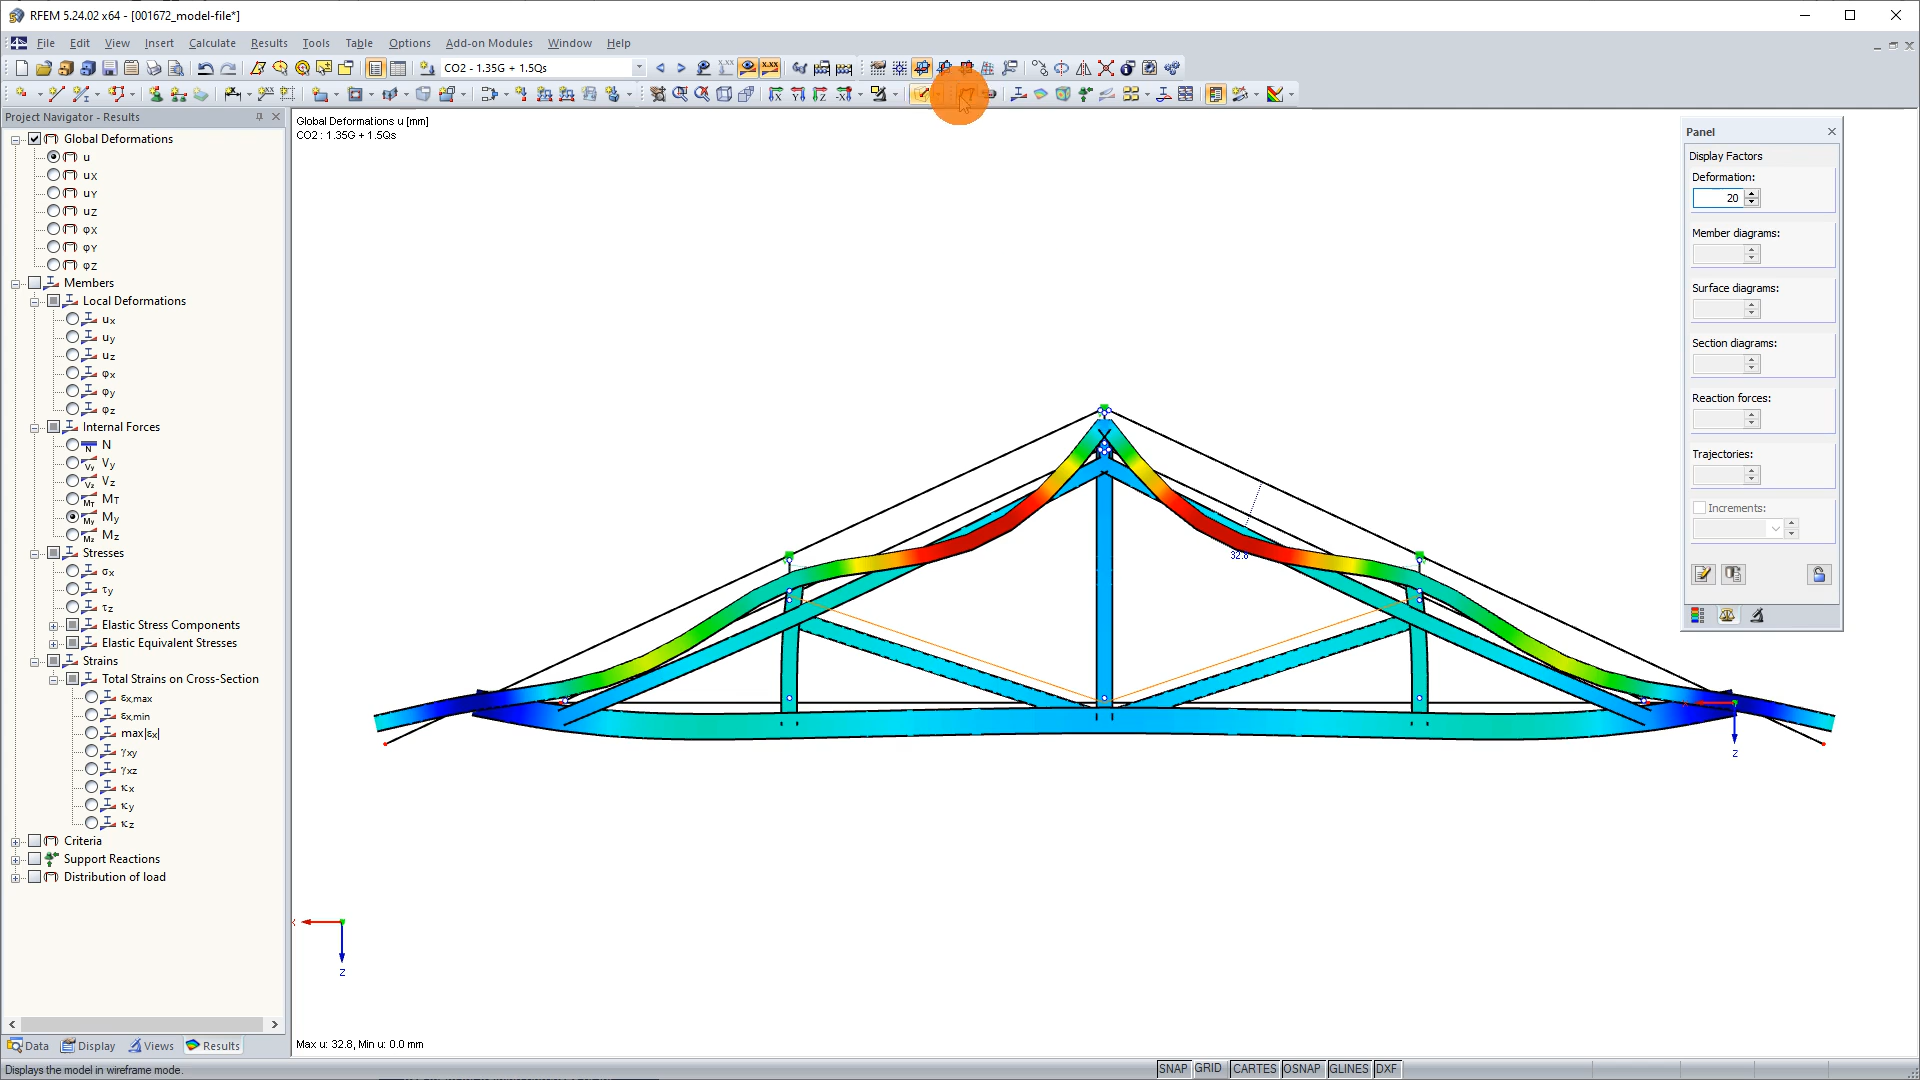 RFEM 5.24.02 x64 - [001672_model-file*]
File Edit View Insert Calculate Results Tools Table Options Add-on Modules Window Help
CO2 - 1.35G + 1.5Qs
Project Navigator - Results
Global Deformations
u
uX
uY
uZ
φX
φY
φZ
Members
Local Deformations
ux
uy
uz
φx
φy
φz
Internal Forces
N
Vy
Vz
MT
My
Mz
Stresses
σx
τy
τz
Elastic Stress Components
Elastic Equivalent Stresses
Strains
Total Strains on Cross-Section
εx,max
εx,min
max|εx|
γxy
γxz
κx
κy
κz
Criteria
Support Reactions
Distribution of load
Data Display Views Results
Displays the model in wireframe mode.
Global Deformations u [mm]
CO2 : 1.35G + 1.5Qs
32.8
Z
Z
Max u: 32.8, Min u: 0.0 mm
Panel
Display Factors
Deformation:
20
Member diagrams:
Surface diagrams:
Section diagrams:
Reaction forces:
Trajectories:
Increments:
SNAP GRID CARTES OSNAP GLINES DXF